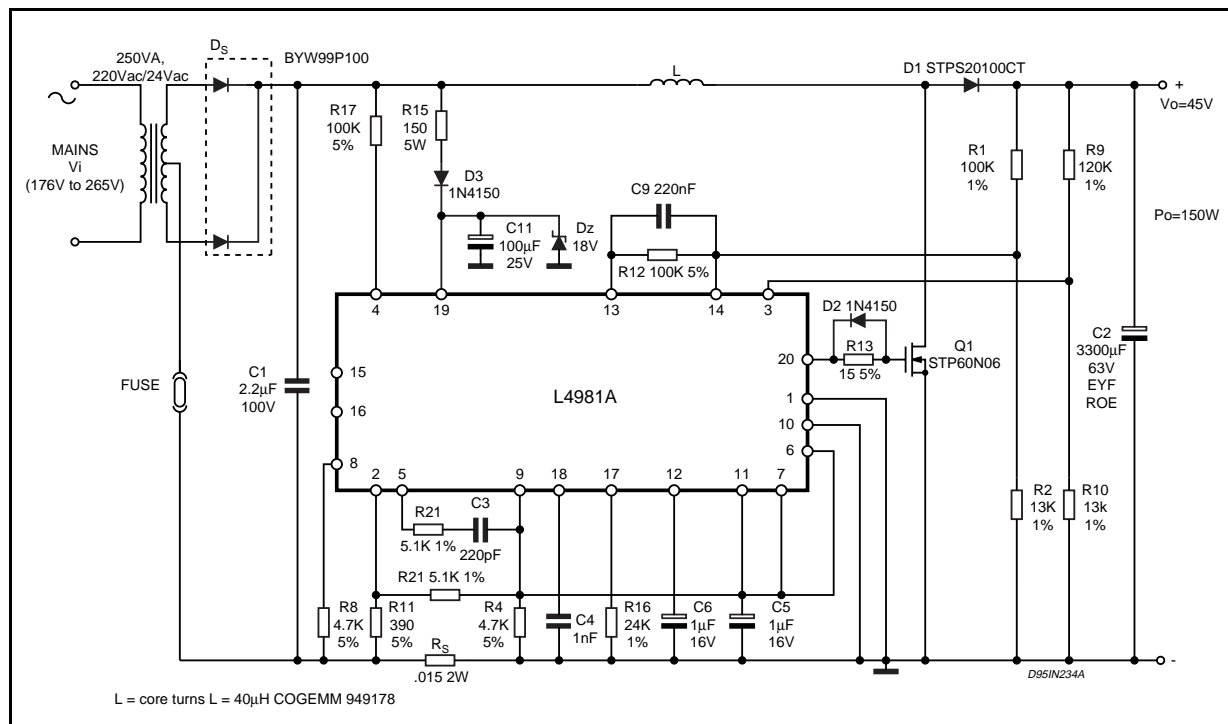 D_S
250VA,
220Vac/24Vac
BYW99P100
L
D1 STPS20100CT
+
Vo=45V
R17
100K
5%
R15
150
5W
MAINS
Vi
(176V to 265V)
D3
1N4150
C9 220nF
R1
100K
1%
R9
120K
1%
C11
100µF
25V
Dz
18V
R12 100K 5%
Po=150W
4
19
13
14
3
D2 1N4150
20
R13
15 5%
Q1
STP60N06
C2
3300µF
63V
EYF
ROE
FUSE
C1
2.2µF
100V
15
16
L4981A
1
10
6
8
2
5
9
18
17
12
11
7
R21
5.1K 1%
C3
220pF
R2
13K
1%
R10
13k
1%
R21 5.1K 1%
R8
4.7K
5%
R11
390
5%
R4
4.7K
5%
C4
1nF
R16
24K
1%
C6
1µF
16V
C5
1µF
16V
R_S
.015 2W
-
D95IN234A
L = core turns L = 40µH COGEMM 949178